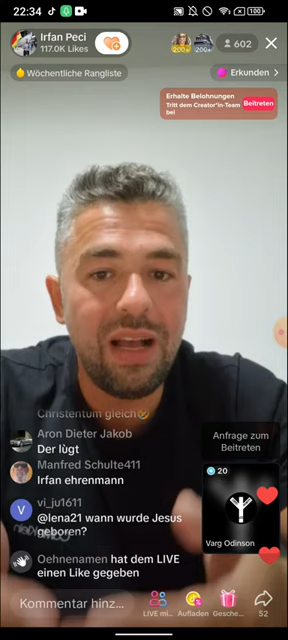 22:34
100
Irfan Peci
117.0K Likes
200+
200+
602
Wöchentliche Rangliste
Erkunden >
Erhalte Belohnungen
Tritt dem Creator*in-Team bei
Beitreten
Christentum gleich🤣
Aron Dieter Jakob
Der lügt
Manfred Schulte411
Irfan ehrenmann
V
vi_ju1611
@lena21 wann wurde Jesus
geboren?
Oehnenamen hat dem LIVE
einen Like gegeben
Anfrage zum
Beitreten
20
Varg Odinson
Kommentar hinz...
LIVE mi...
Aufladen
Gesche...
52